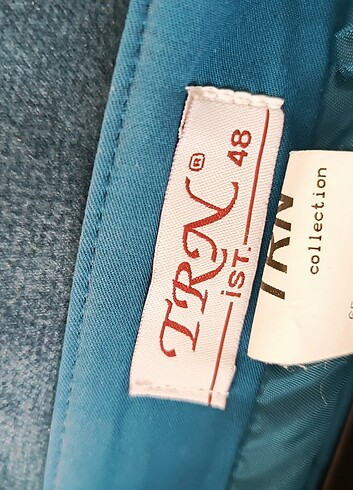 TRN®
İST. 48
TRN
collection